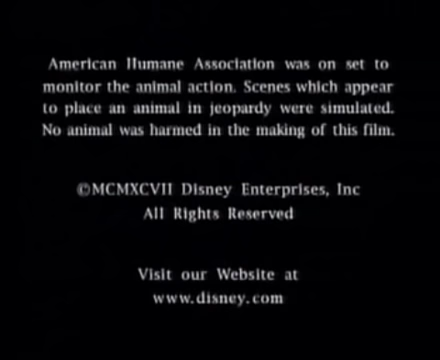 American Humane Association was on set to
monitor the animal action. Scenes which appear
to place an animal in jeopardy were simulated.
No animal was harmed in the making of this film.
©MCMXCVII Disney Enterprises, Inc
All Rights Reserved
Visit our Website at
www.disney.com